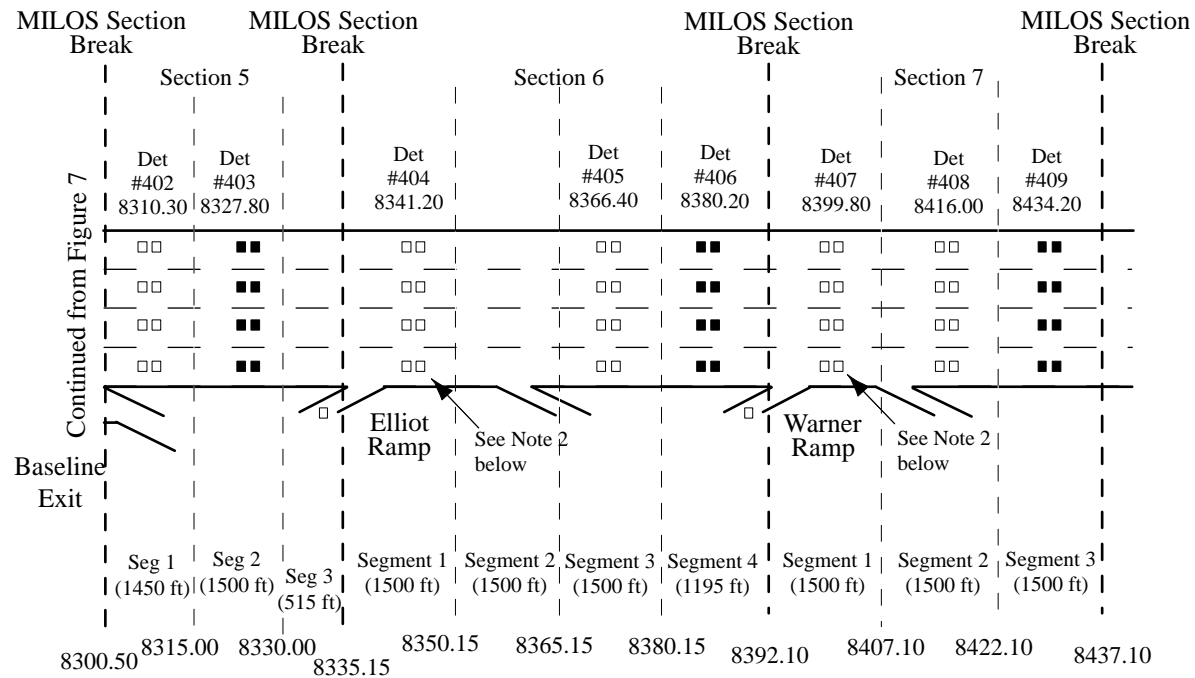 MILOS Section
Break
MILOS Section
Break
MILOS Section
Break
MILOS Section
Break
Section 5
Section 6
Section 7
Det
#402
8310.30
Det
#403
8327.80
Det
#404
8341.20
Det
#405
8366.40
Det
#406
8380.20
Det
#407
8399.80
Det
#408
8416.00
Det
#409
8434.20
Continued from Figure 7
Baseline
Exit
Elliot
Ramp
See Note 2
below
Warner
Ramp
See Note 2
below
Seg 1
(1450 ft)
Seg 2
(1500 ft)
Seg 3
(515 ft)
Segment 1
(1500 ft)
Segment 2
(1500 ft)
Segment 3
(1500 ft)
Segment 4
(1195 ft)
Segment 1
(1500 ft)
Segment 2
(1500 ft)
Segment 3
(1500 ft)
8300.50
8315.00
8330.00
8335.15
8350.15
8365.15
8380.15
8392.10
8407.10
8422.10
8437.10